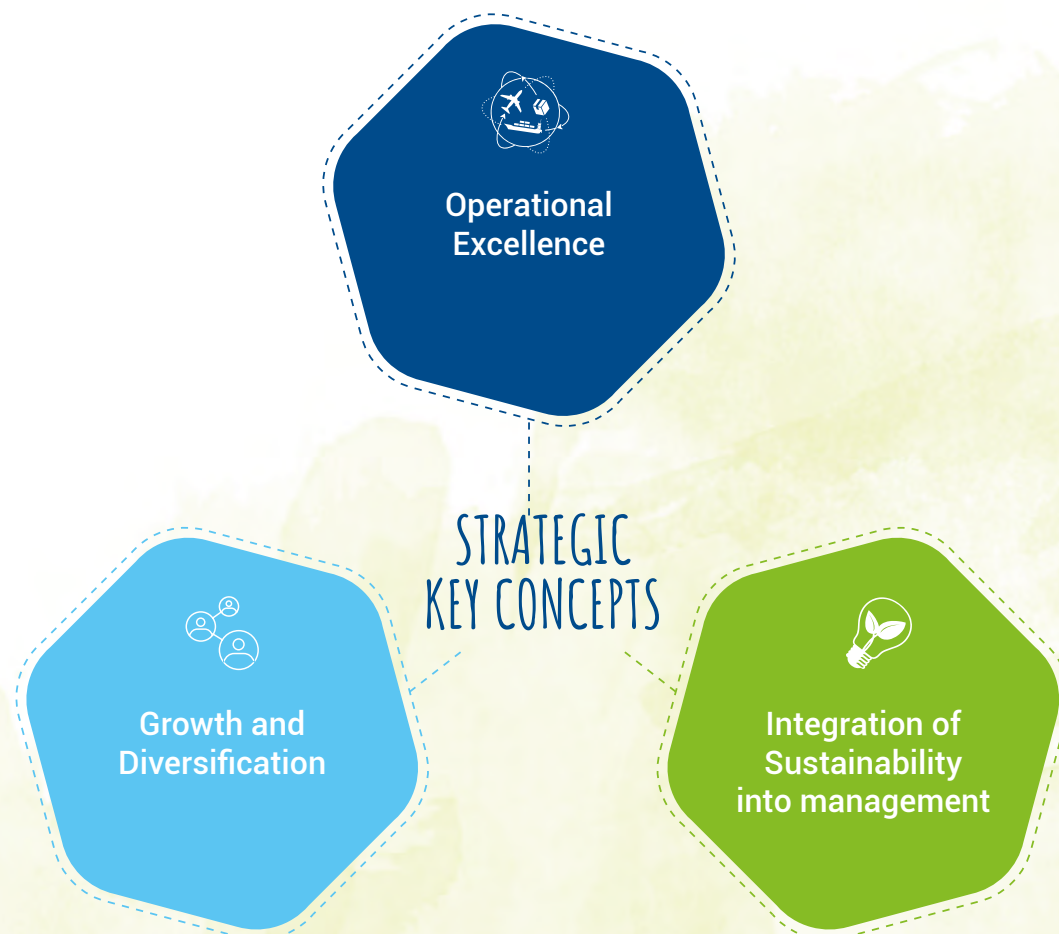 Operational
Excellence
STRATEGIC
KEY CONCEPTS
Growth and
Diversification
Integration of
Sustainability
into management